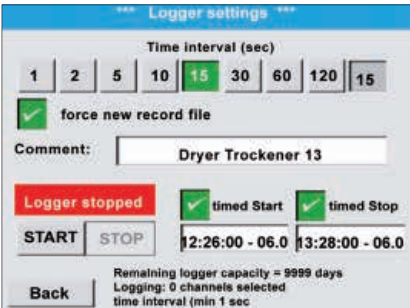 *** Logger settings ***
Time interval (sec)
1 2 5 10 15 30 60 120 15
force new record file
Comment: Dryer Trockener 13
Logger stopped timed Start timed Stop
START STOP 12:26:00 - 06.0 13:28:00 - 06.0
Remaining logger capacity = 9999 days
Back Logging: 0 channels selected
time interval (min 1 sec